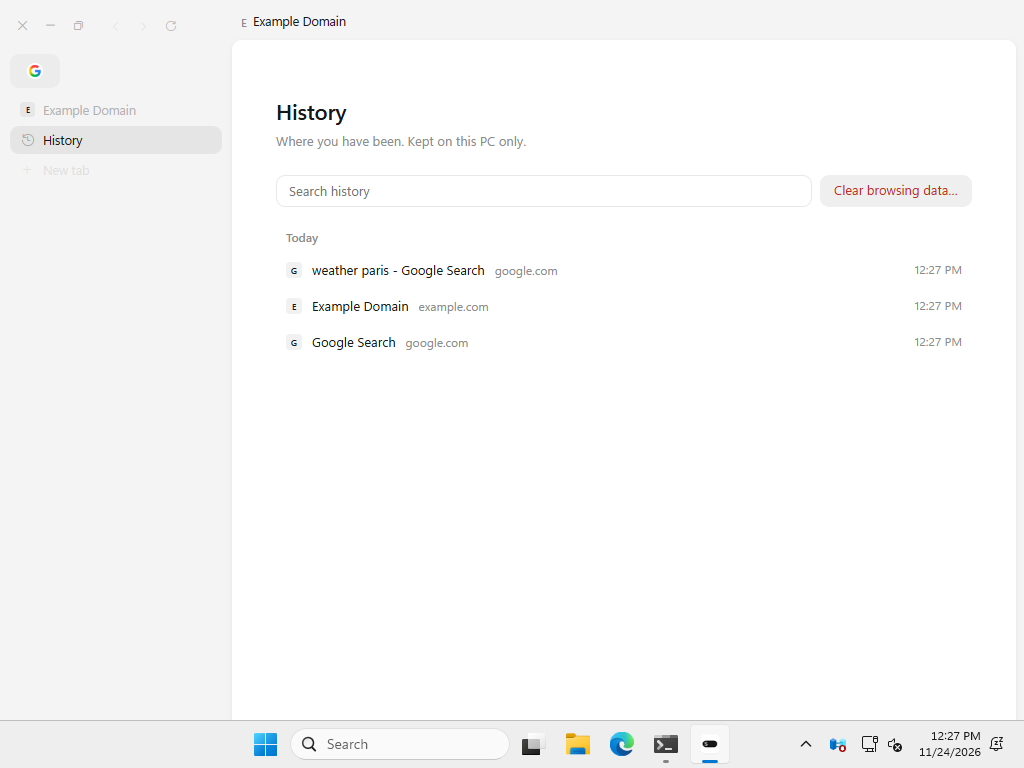 E Example Domain
E Example Domain
History
+ New tab
History
Where you have been. Kept on this PC only.
Search history
Clear browsing data...
Today
G weather paris - Google Search google.com 12:27 PM
E Example Domain example.com 12:27 PM
G Google Search google.com 12:27 PM
Search
12:27 PM
11/24/2026